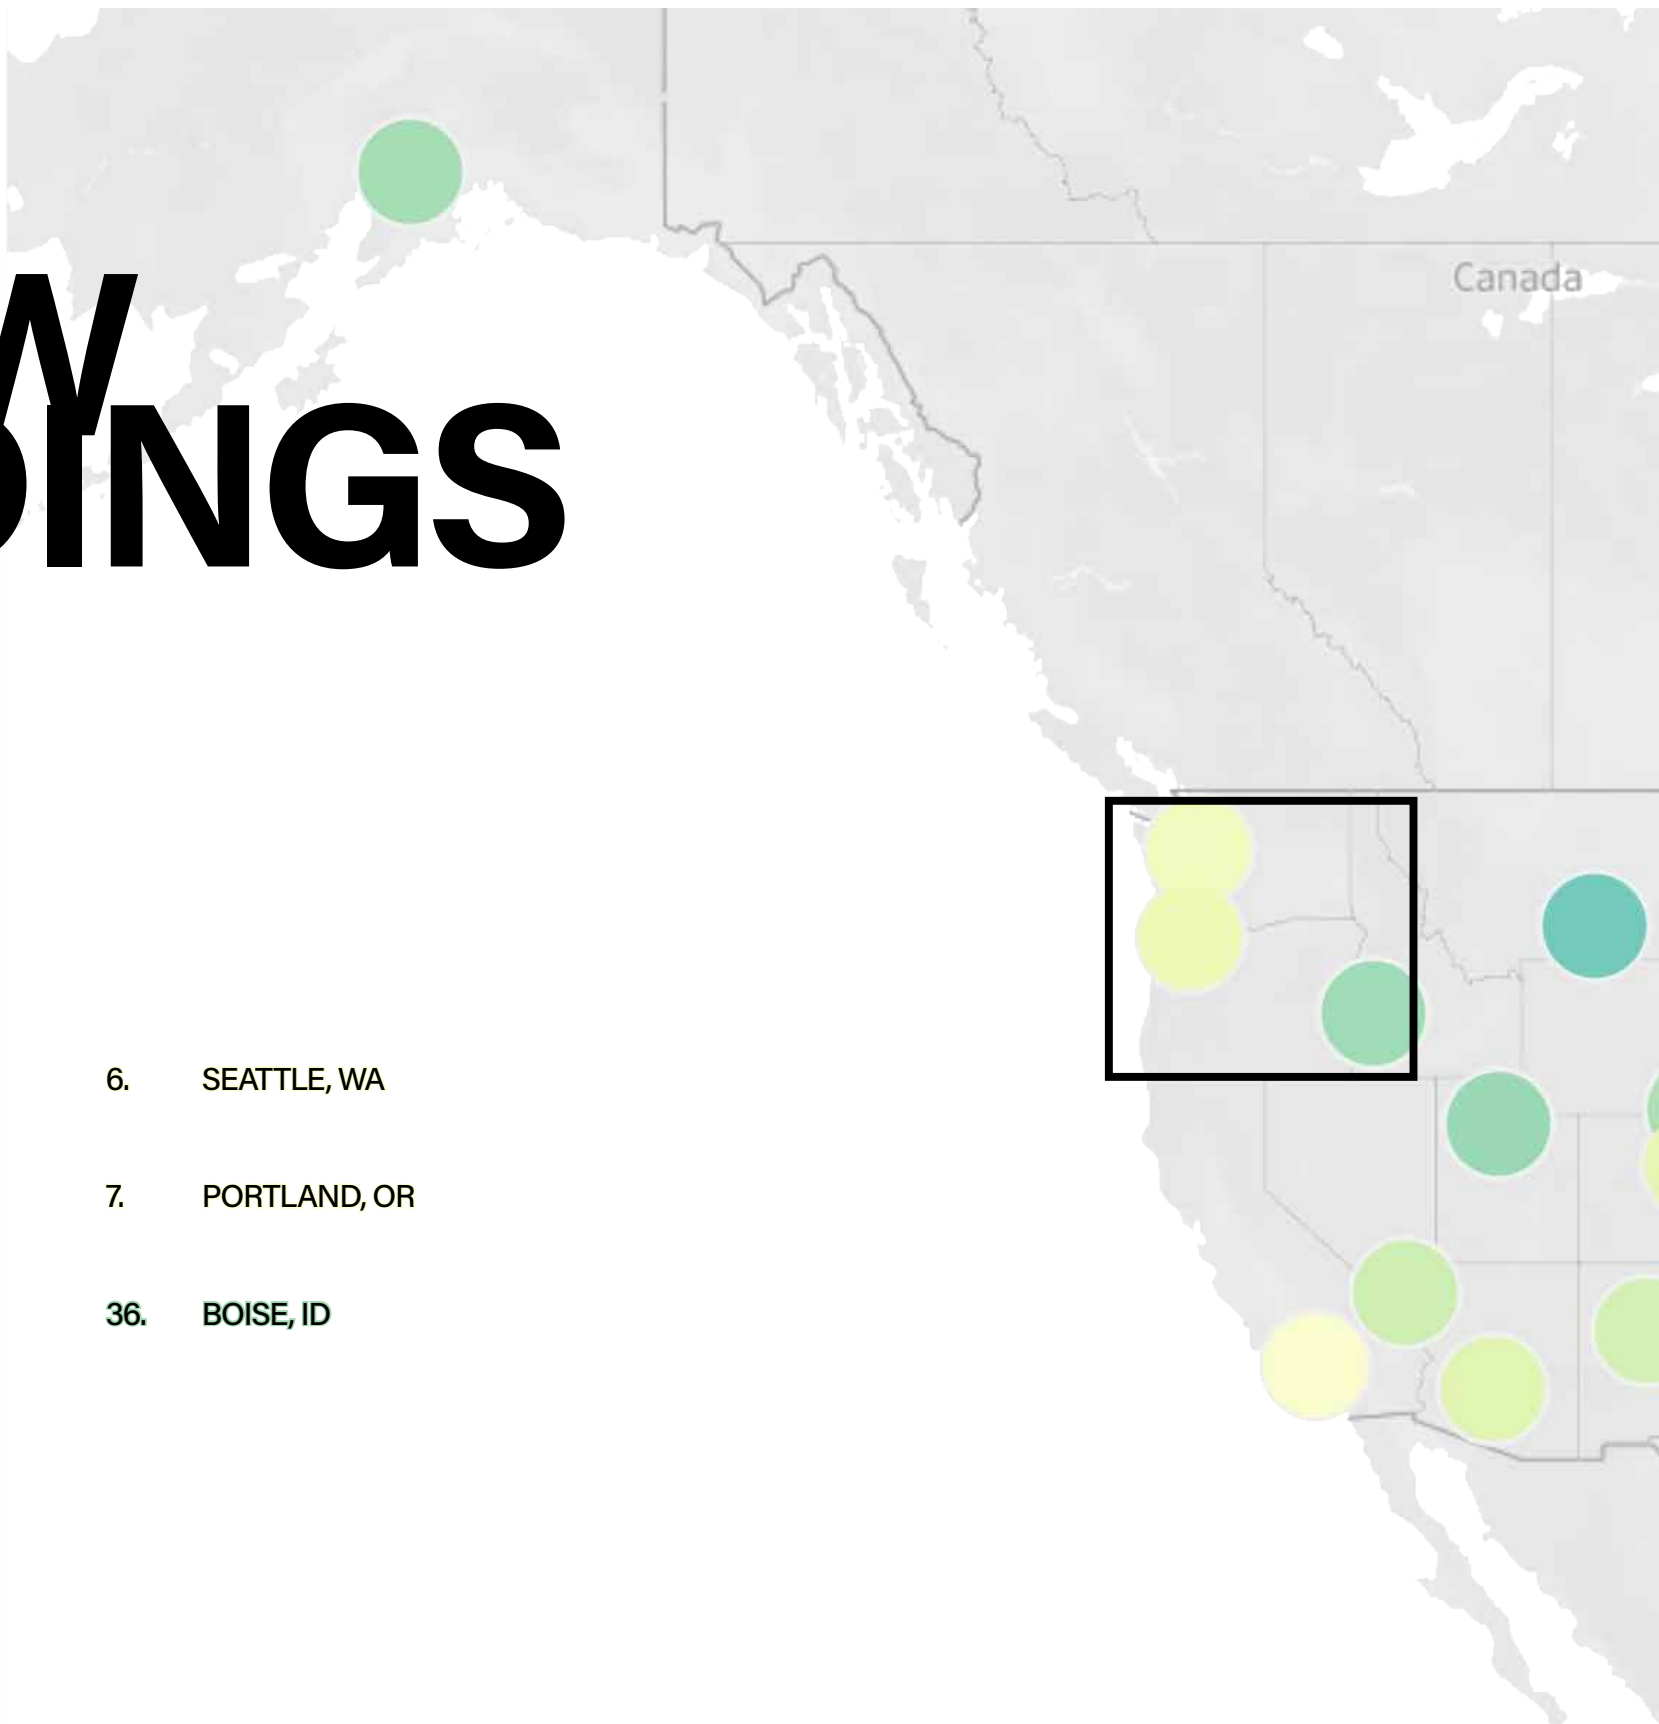 W
DINGS
Canada
6. SEATTLE, WA
7. PORTLAND, OR
36. BOISE, ID